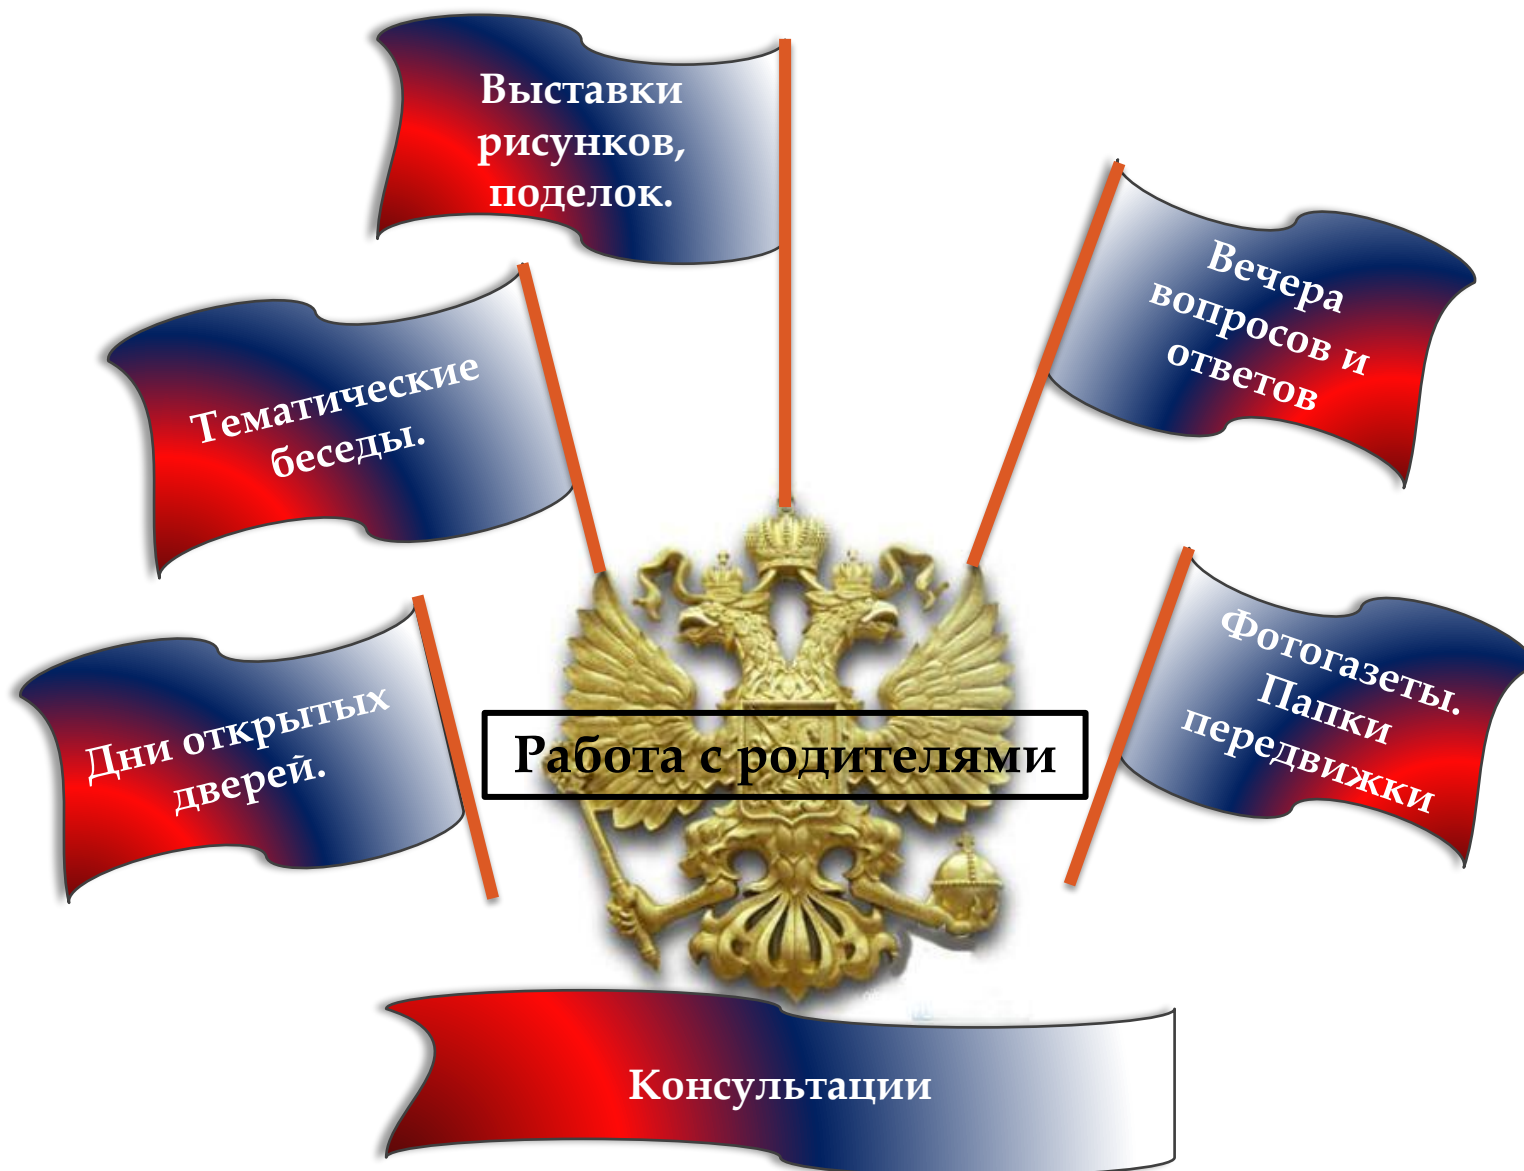 Выставки
рисунков,
поделок.
Вечера
вопросов и
ответов
Тематические
беседы.
Фотогазеты.
Папки
передвижки
Дни открытых
дверей.
Работа с родителями
Консультации